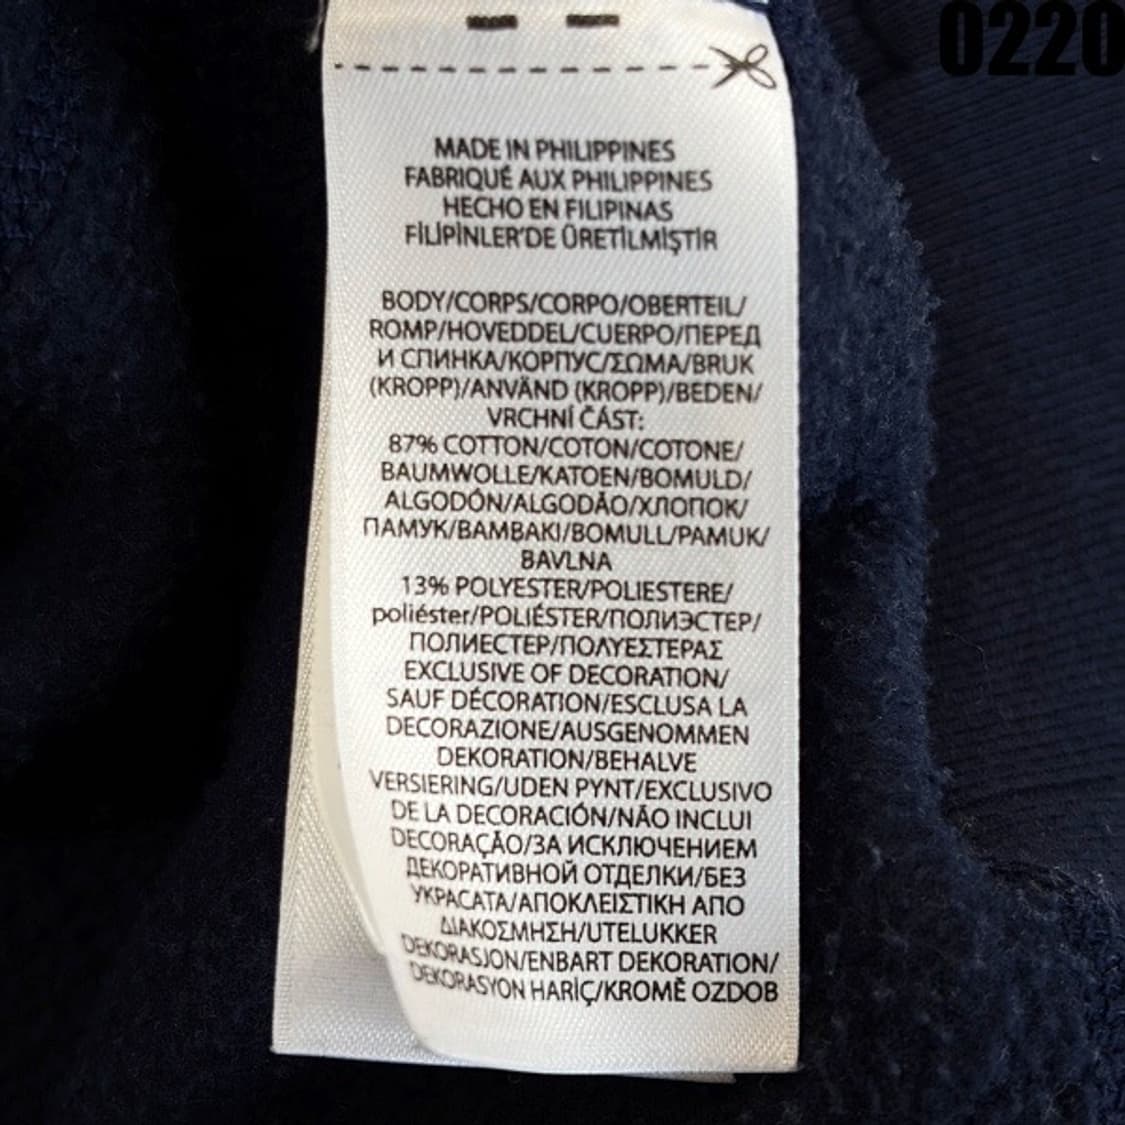 0220
MADE IN PHILIPPINES
FABRIQUÉ AUX PHILIPPINES
HECHO EN FILIPINAS
FİLİPİNLER'DE ÜRETİLMİŞTİR
BODY/CORPS/CORPO/OBERTEIL/
ROMP/HOVEDDEL/CUERPO/ПЕРЕД
И СПИНКА/КОРПУС/ΣΩΜΑ/BRUK
(KROPP)/ANVÄND (KROPP)/BEDEN/
VRCHNÍ ČÁST:
87% COTTON/COTON/COTONE/
BAUMWOLLE/KATOEN/BOMULD/
ALGODÓN/ALGODÃO/ХЛОПОК/
ПАМУК/BAMBAKI/BOMULL/PAMUK/
BAVLNA
13% POLYESTER/POLIESTERE/
poliéster/POLIÉSTER/ПОЛИЭСТЕР/
ПОЛИЕСТЕР/ΠΟΛΥΕΣΤΕΡΑΣ
EXCLUSIVE OF DECORATION/
SAUF DÉCORATION/ESCLUSA LA
DECORAZIONE/AUSGENOMMEN
DEKORATION/BEHALVE
VERSIERING/UDEN PYNT/EXCLUSIVO
DE LA DECORACIÓN/NÃO INCLUI
DECORAÇÃO/ЗА ИСКЛЮЧЕНИЕМ
ДЕКОРАТИВНОЙ ОТДЕЛКИ/БЕЗ
УКРАСАТА/ΑΠΟΚΛΕΙΣΤΙΚΗ ΑΠΟ
ΔΙΑΚΟΣΜΗΣΗ/UTELUKKER
DEKORASJON/ENBART DEKORATION/
DEKORASYON HARİÇ/KROMĚ OZDOB